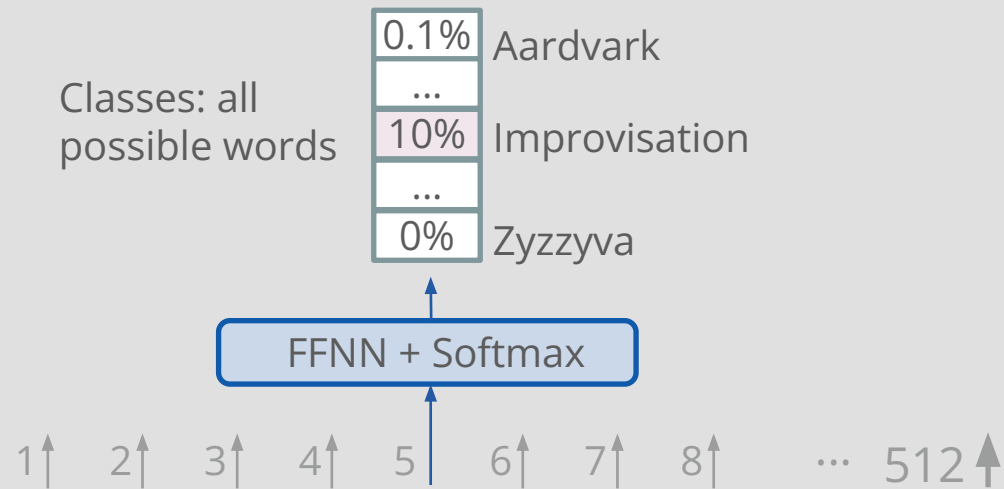 0.1% Aardvark
...
Classes: all
possible words
10% Improvisation
...
0% Zyzzyva
FFNN + Softmax
1 2 3 4 5 6 7 8 ... 512